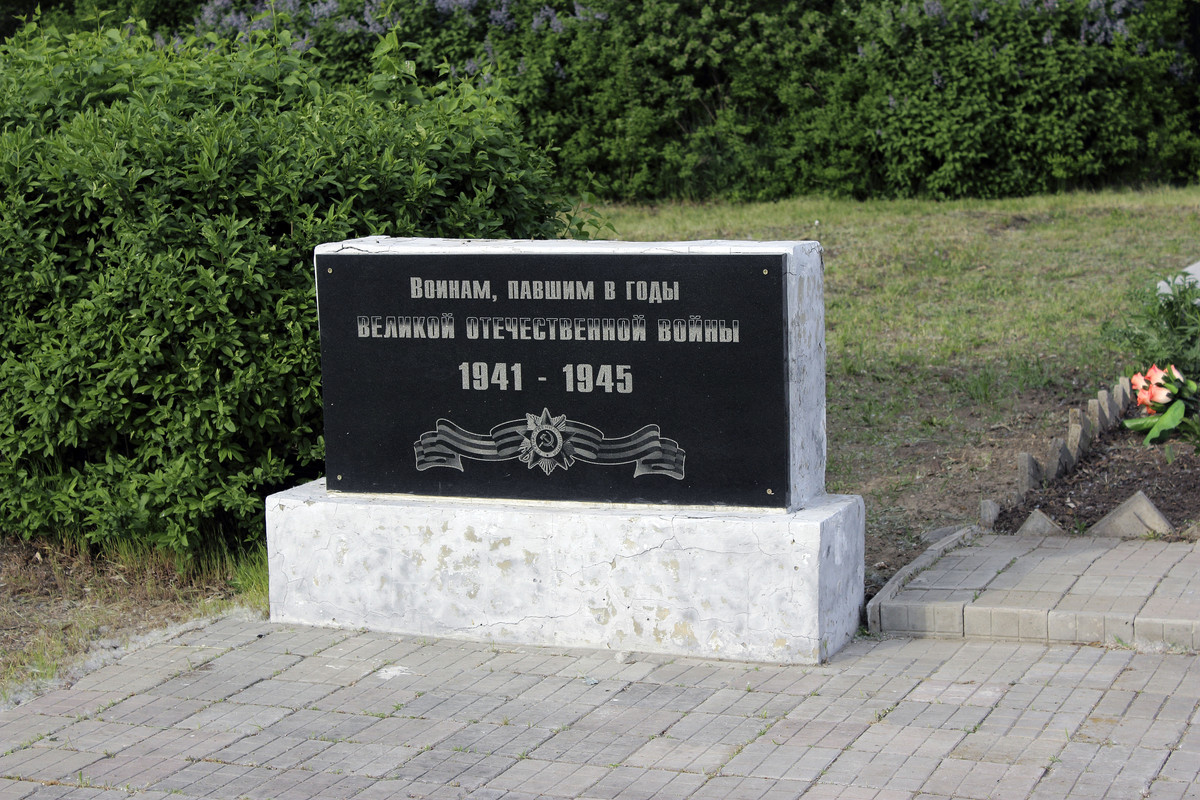 Воинам, павшим в годы
Великой Отечественной войны
1941 - 1945